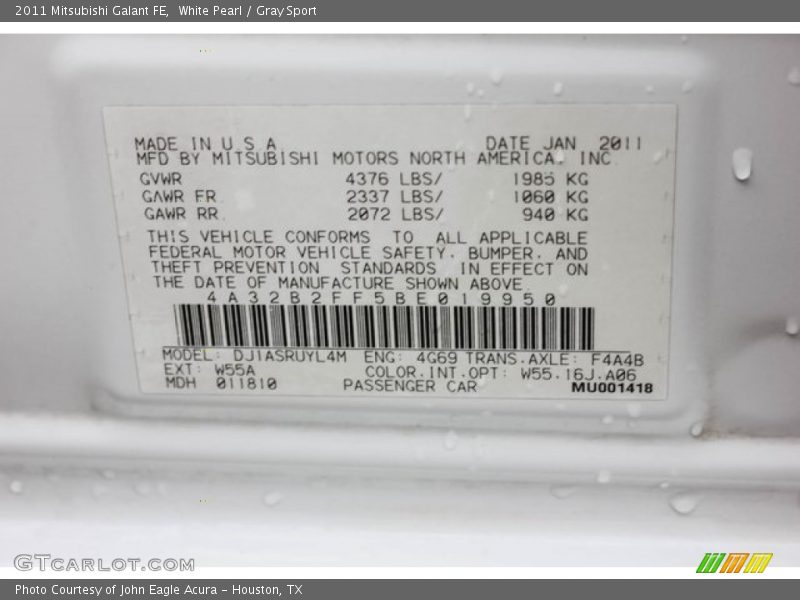 2011 Mitsubishi Galant FE, White Pearl / Gray Sport
MADE IN U.S.A. DATE JAN 2011
MFD BY MITSUBISHI MOTORS NORTH AMERICA, INC.
GVWR 4376 LBS/ 1985 KG
GAWR FR. 2337 LBS/ 1060 KG
GAWR RR. 2072 LBS/ 940 KG
THIS VEHICLE CONFORMS TO ALL APPLICABLE
FEDERAL MOTOR VEHICLE SAFETY, BUMPER, AND
THEFT PREVENTION STANDARDS IN EFFECT ON
THE DATE OF MANUFACTURE SHOWN ABOVE
4A32B2FF5BE019950
MODEL: DJ1ASRUYL4M ENG: 4G69 TRANS.AXLE: F4A4B
EXT: W55A COLOR.INT.OPT: W55.16J.A06
MDH 011810 PASSENGER CAR MU001418
GTCARLOT.COM
Photo Courtesy of John Eagle Acura - Houston, TX